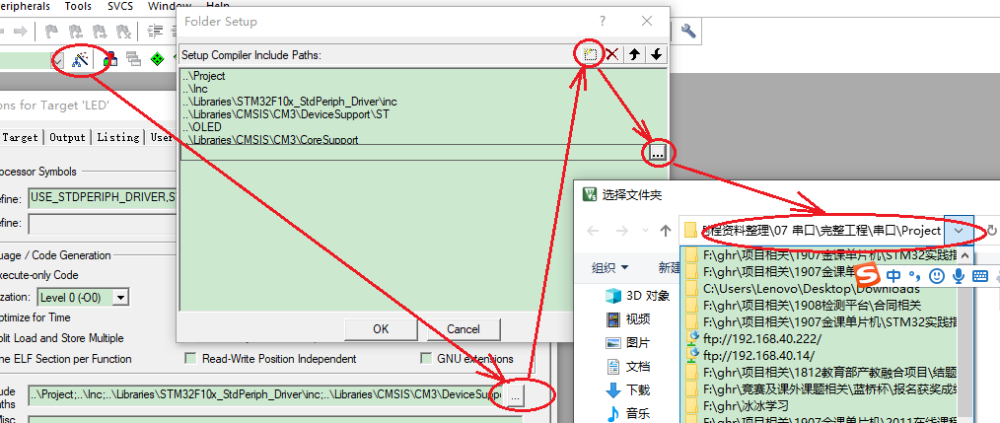 ripherals Tools SVCS Window Help
Folder Setup
Setup Compiler Include Paths:
..\Project
..\Inc
..\Libraries\STM32F10x_StdPeriph_Driver\inc
..\Libraries\CMSIS\CM3\DeviceSupport\ST
..\OLED
..\Libraries\CMSIS\CM3\CoreSupport
...
OK
Cancel
ons for Target 'LED'
Target Output Listing User
ocessor Symbols
efine: USE_STDPERIPH_DRIVER,S
efine:
uage / Code Generation
xecute-only Code
zation: Level 0 (-O0)
ptimize for Time
plit Load and Store Multiple
ne ELF Section per Function
Read-Write Position Independent
GNU extensions
ude
aths
..\Project;..\Inc;..\Libraries\STM32F10x_StdPeriph_Driver\inc;..\Libraries\CMSIS\CM3\DeviceSuppo
...
Misc
选择文件夹
程资料整理\07 串口\完整工程\串口\Project
组织
新建
3D 对象
视频
图片
文档
下载
音乐
F:\ghr\项目相关\1907金课单片机\STM32实践指
F:\ghr\项目相关\1907金课单
C:\Users\Lenovo\Desktop\Downloads
F:\ghr\项目相关\1908检测平台\合同相关
F:\ghr\项目相关\1907金课单片机\STM32实践指
ftp://192.168.40.222/
ftp://192.168.40.14/
F:\ghr\项目相关\1812教育部产教融合项目\结题
F:\ghr\竞赛及课外课题相关\蓝桥杯\报名获奖成绩
F:\ghr\冰冰学习
F:\ghr\项目相关\1907金课单片机\2011在线课程
S 中